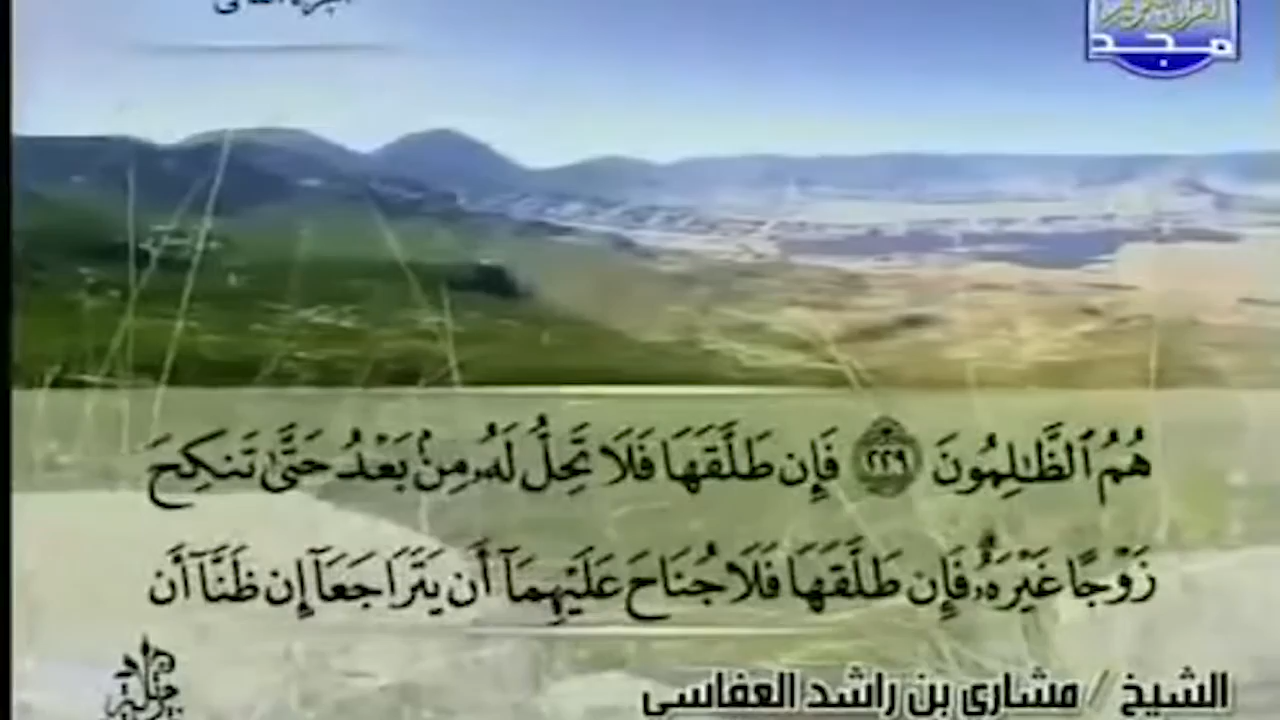 مجد
هُمُ ٱلظَّـٰلِمُونَ ٢٢٩ فَإِن طَلَّقَهَا فَلَا تَحِلُّ لَهُۥ مِنۢ بَعْدُ حَتَّىٰ تَنكِحَ
زَوْجًا غَيْرَهُۥۗ فَإِن طَلَّقَهَا فَلَا جُنَاحَ عَلَيْهِمَآ أَن يَتَرَاجَعَآ إِن ظَنَّآ أَن
الشيخ / مشاري بن راشد العفاسي